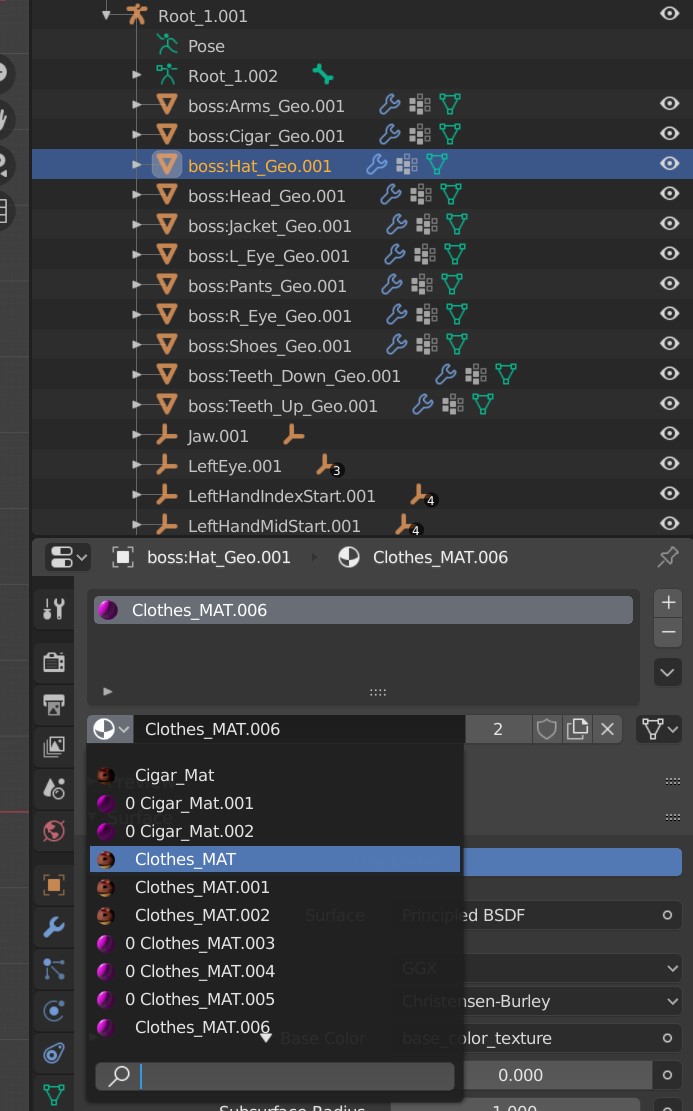 Root_1.001
Pose
Root_1.002
boss:Arms_Geo.001
boss:Cigar_Geo.001
boss:Hat_Geo.001
boss:Head_Geo.001
boss:Jacket_Geo.001
boss:L_Eye_Geo.001
boss:Pants_Geo.001
boss:R_Eye_Geo.001
boss:Shoes_Geo.001
boss:Teeth_Down_Geo.001
boss:Teeth_Up_Geo.001
Jaw.001
LeftEye.001 3
LeftHandIndexStart.001 4
LeftHandMidStart.001 4
boss:Hat_Geo.001 Clothes_MAT.006
Clothes_MAT.006
Clothes_MAT.006 2
Cigar_Mat
0 Cigar_Mat.001
0 Cigar_Mat.002
Clothes_MAT
Clothes_MAT.001
Clothes_MAT.002 Surface Principled BSDF
0 Clothes_MAT.003
0 Clothes_MAT.004 GGX
0 Clothes_MAT.005 Christensen-Burley
Clothes_MAT.006
Base Color base_color_texture
0.000
Subsurface Radius 1.000